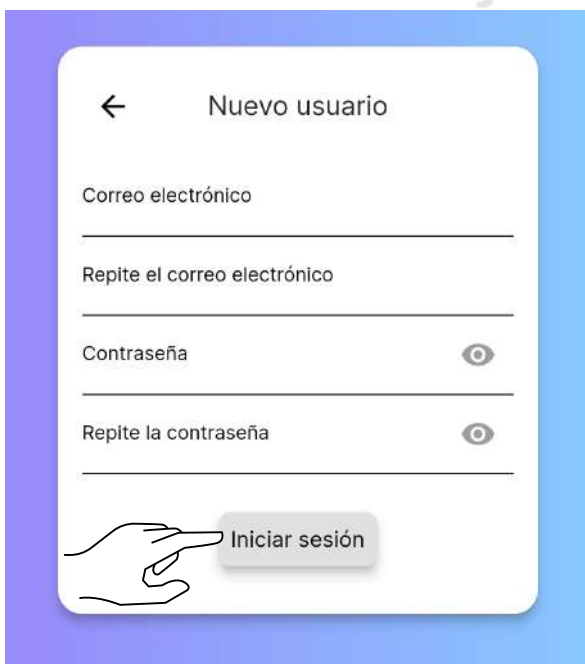 Nuevo usuario
Correo electrónico
Repite el correo electrónico
Contraseña
Repite la contraseña
Iniciar sesión